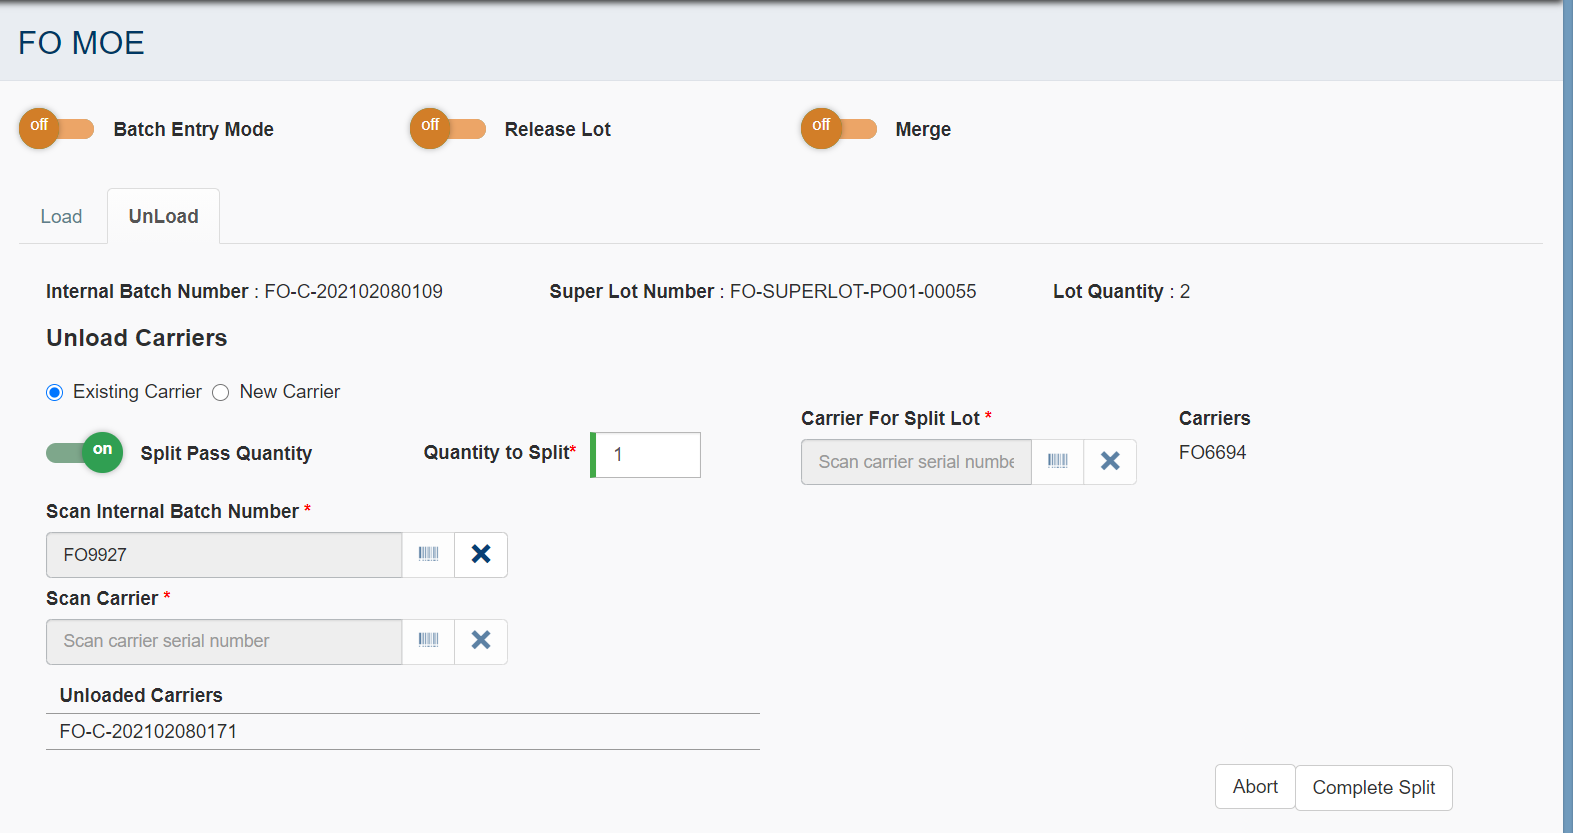 FO MOE
off Batch Entry Mode off Release Lot off Merge
Load UnLoad
Internal Batch Number : FO-C-202102080109 Super Lot Number : FO-SUPERLOT-PO01-00055 Lot Quantity : 2
Unload Carriers
Existing Carrier New Carrier
Carrier For Split Lot * Carriers
on Split Pass Quantity Quantity to Split* 1 Scan carrier serial numbe FO6694
Scan Internal Batch Number *
FO9927
Scan Carrier *
Scan carrier serial number
Unloaded Carriers
FO-C-202102080171
Abort Complete Split